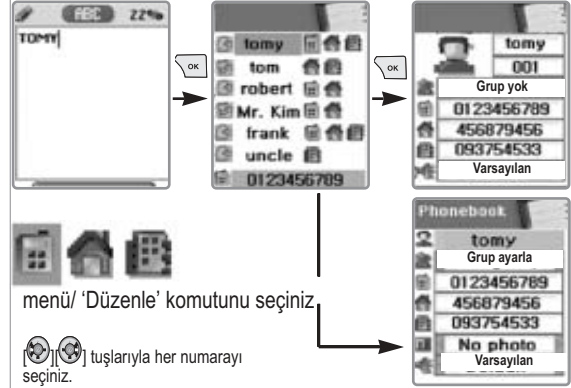 ABC 22%
TOMY
OK
tomy
tom
robert
Mr. Kim
frank
uncle
0123456789
OK
tomy
001
Grup yok
0123456789
456879456
093754533
Varsayılan
menü/ 'Düzenle' komutunu seçiniz
[ ][ ] tuşlarıyla her numarayı
seçiniz.
Phonebook
tomy
Grup ayarla
0123456789
456879456
093754533
No photo
Varsayılan